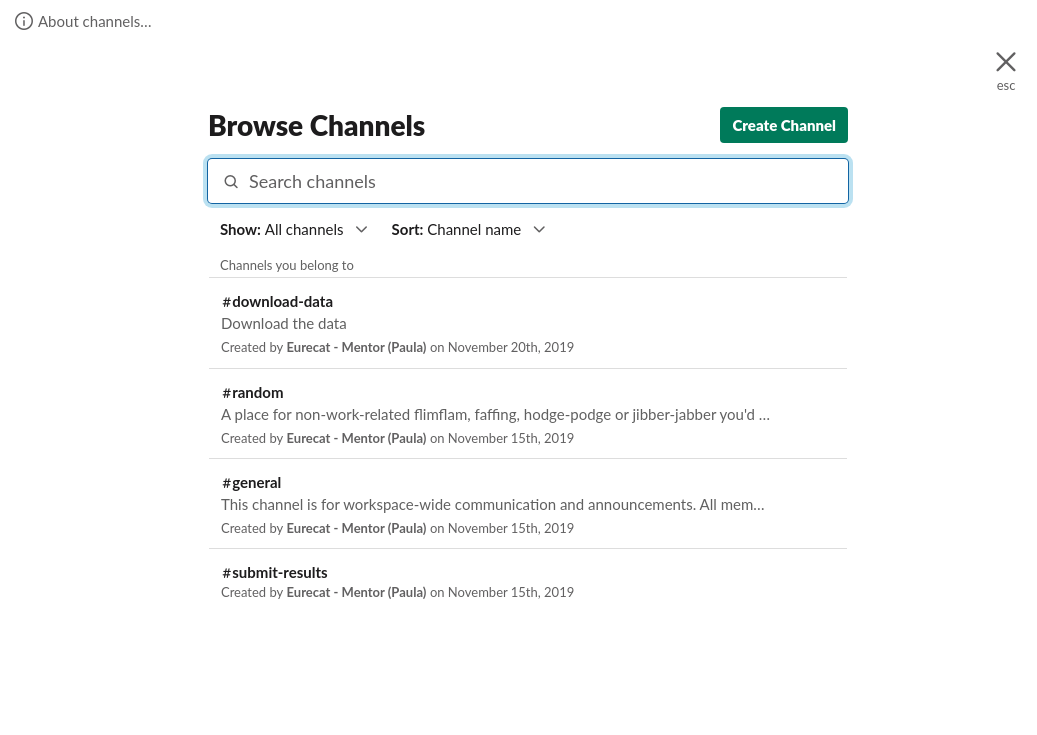 About channels...
esc
Browse Channels
Create Channel
Search channels
Show: All channels
Sort: Channel name
Channels you belong to
#download-data
Download the data
Created by Eurecat - Mentor (Paula) on November 20th, 2019
#random
A place for non-work-related flimflam, faffing, hodge-podge or jibber-jabber you'd ...
Created by Eurecat - Mentor (Paula) on November 15th, 2019
#general
This channel is for workspace-wide communication and announcements. All mem...
Created by Eurecat - Mentor (Paula) on November 15th, 2019
#submit-results
Created by Eurecat - Mentor (Paula) on November 15th, 2019